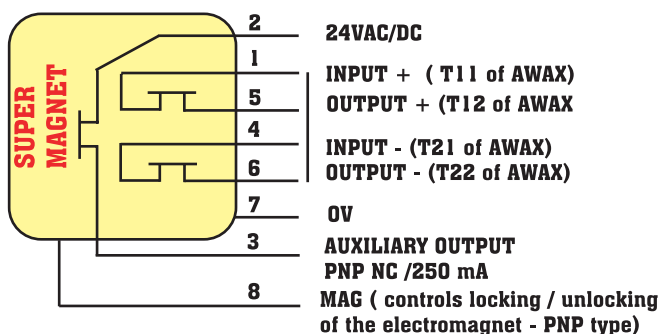 SUPER
MAGNET
2
24VAC/DC
1
INPUT + ( T11 of AWAX)
5
OUTPUT + (T12 of AWAX
4
INPUT - (T21 of AWAX)
6
OUTPUT - (T22 of AWAX)
7
0V
3
AUXILIARY OUTPUT
PNP NC /250 mA
8
MAG ( controls locking / unlocking
of the electromagnet - PNP type)